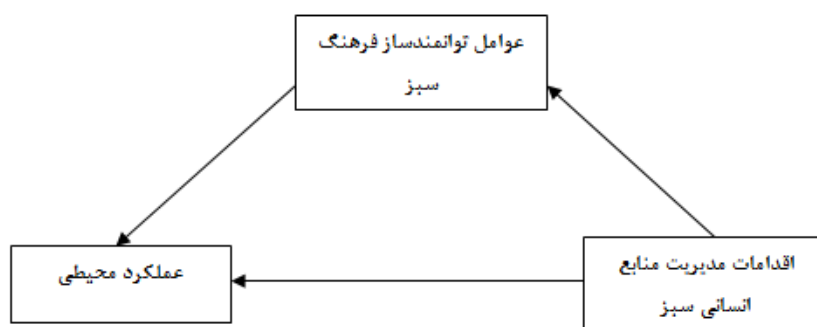 عوامل توانمندساز فرهنگ
سبز
اقدامات مدیریت منابع
انسانی سبز
عملکرد محیطی